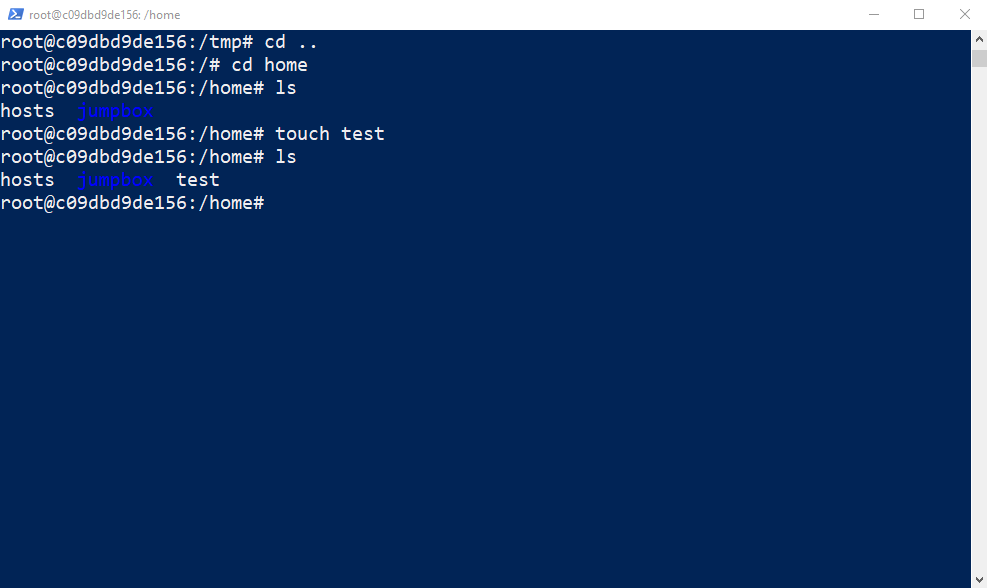 root@c09dbd9de156: /home
root@c09dbd9de156:/tmp# cd ..
root@c09dbd9de156:/# cd home
root@c09dbd9de156:/home# ls
hosts  jumpbox
root@c09dbd9de156:/home# touch test
root@c09dbd9de156:/home# ls
hosts  jumpbox  test
root@c09dbd9de156:/home#